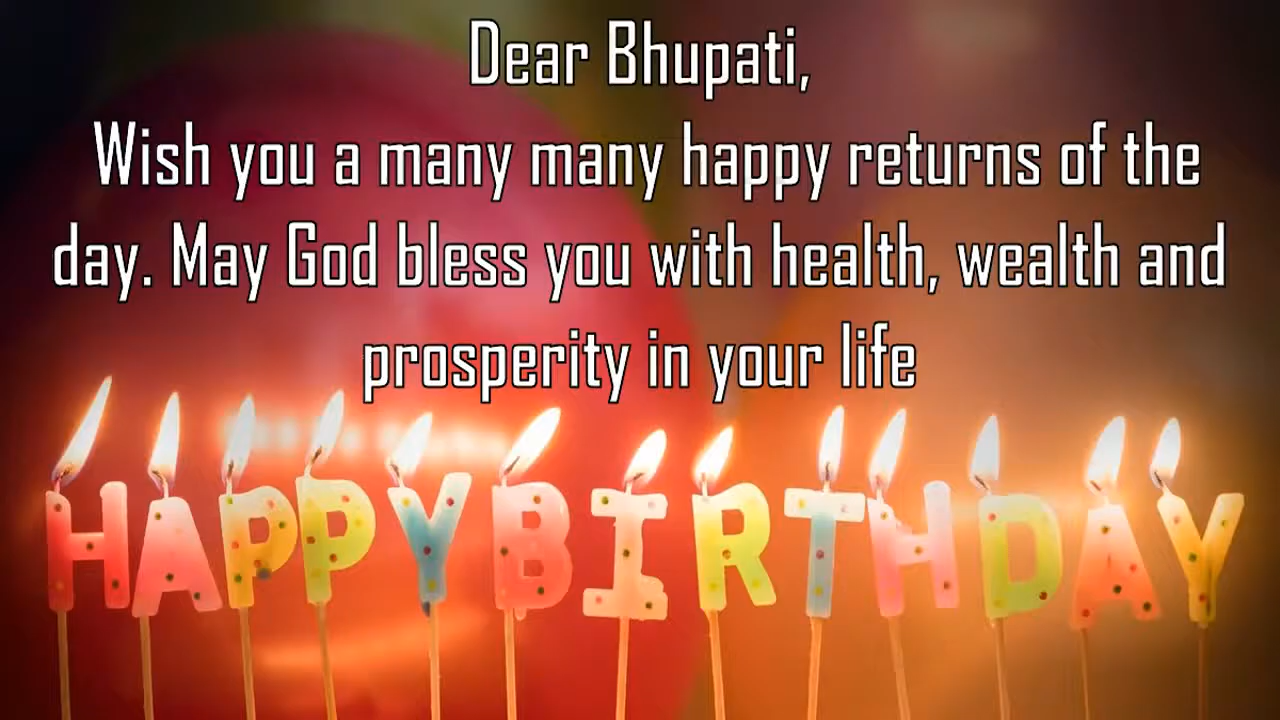 Dear Bhupati,
Wish you a many many happy returns of the
day. May God bless you with health, wealth and
prosperity in your life
HAPPY BIRTHDAY